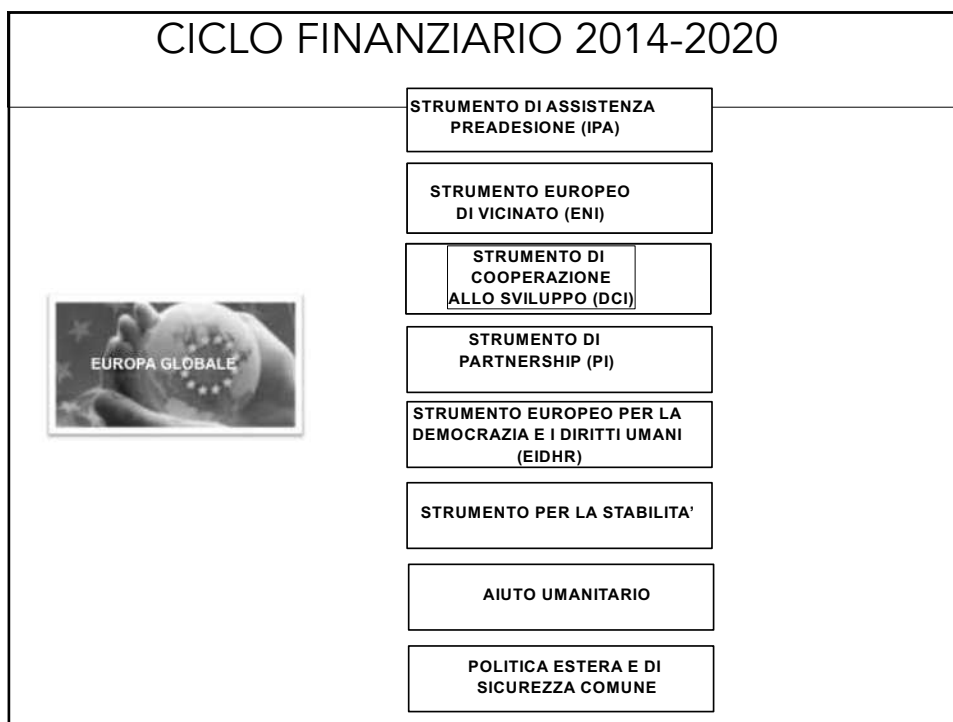 CICLO FINANZIARIO 2014-2020
STRUMENTO DI ASSISTENZA
PREADESIONE (IPA)
STRUMENTO EUROPEO
DI VICINATO (ENI)
STRUMENTO DI
COOPERAZIONE
ALLO SVILUPPO (DCI)
EUROPA GLOBALE
STRUMENTO DI
PARTNERSHIP (PI)
STRUMENTO EUROPEO PER LA
DEMOCRAZIA E I DIRITTI UMANI
(EIDHR)
STRUMENTO PER LA STABILITA’
AIUTO UMANITARIO
POLITICA ESTERA E DI
SICUREZZA COMUNE